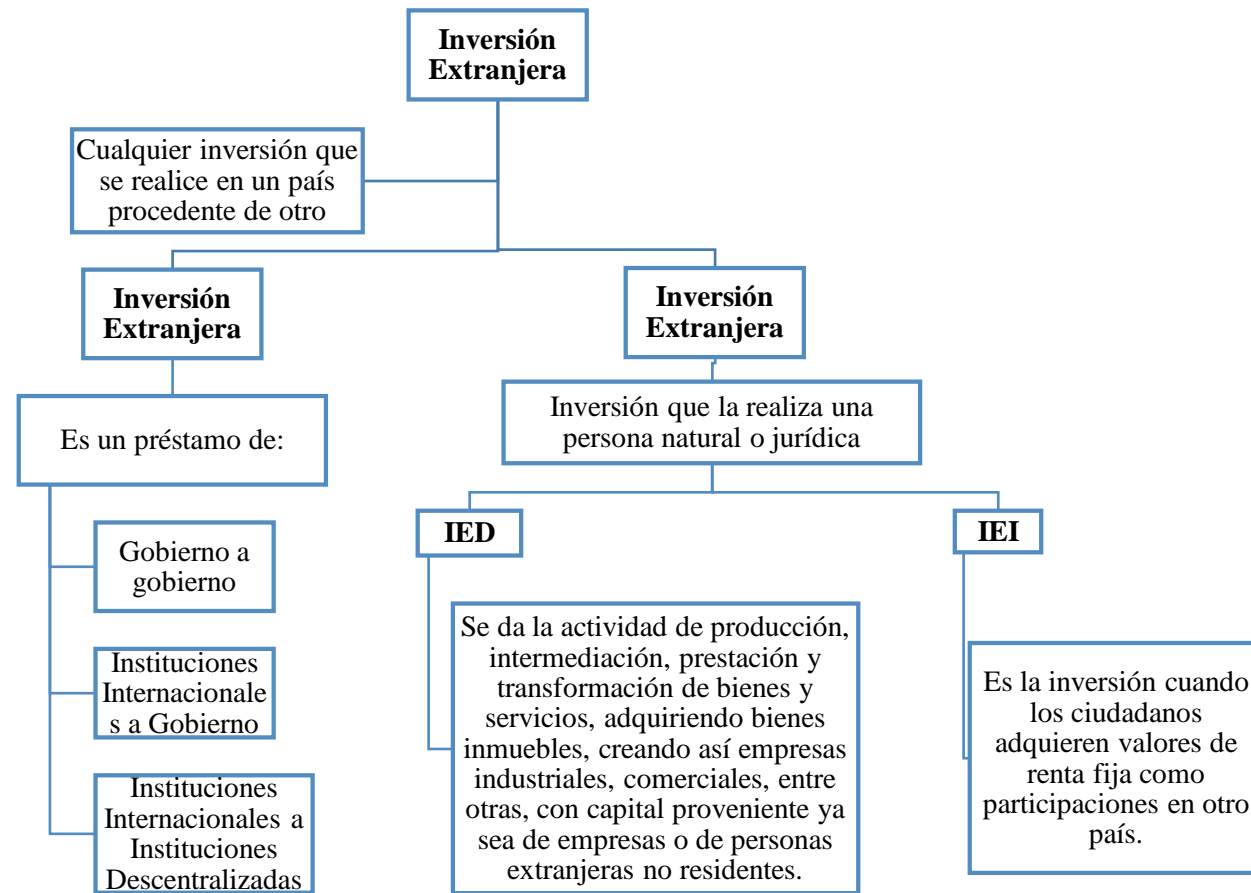 Inversión
Extranjera
Cualquier inversión que
se realice en un país
procedente de otro
Inversión
Extranjera
Es un préstamo de:
Gobierno a
gobierno
Instituciones
Internacionale
s a Gobierno
Instituciones
Internacionales a
Instituciones
Descentralizadas
Inversión
Extranjera
Inversión que la realiza una
persona natural o jurídica
IED
Se da la actividad de producción,
intermediación, prestación y
transformación de bienes y
servicios, adquiriendo bienes
inmuebles, creando así empresas
industriales, comerciales, entre
otras, con capital proveniente ya
sea de empresas o de personas
extranjeras no residentes.
IEI
Es la inversión cuando
los ciudadanos
adquieren valores de
renta fija como
participaciones en otro
país.